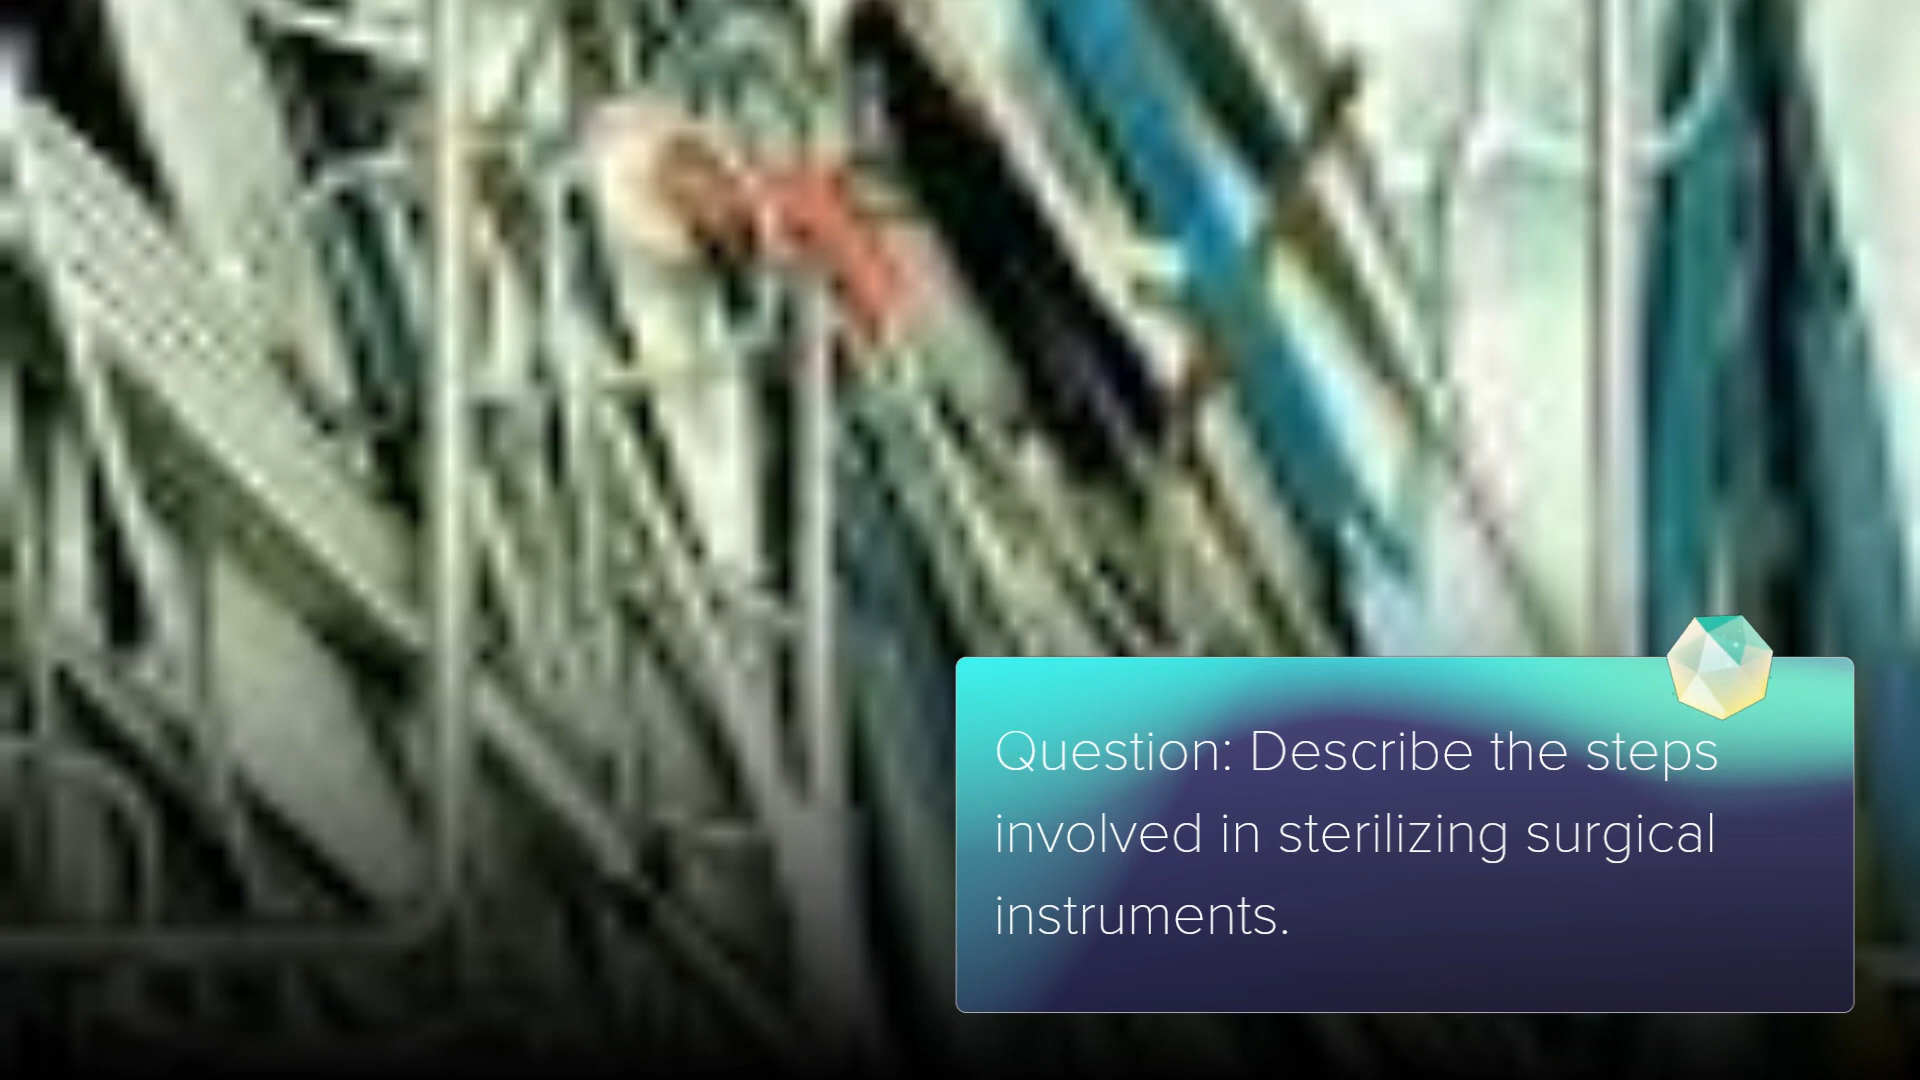 Question: Describe the steps
involved in sterilizing surgical
instruments.